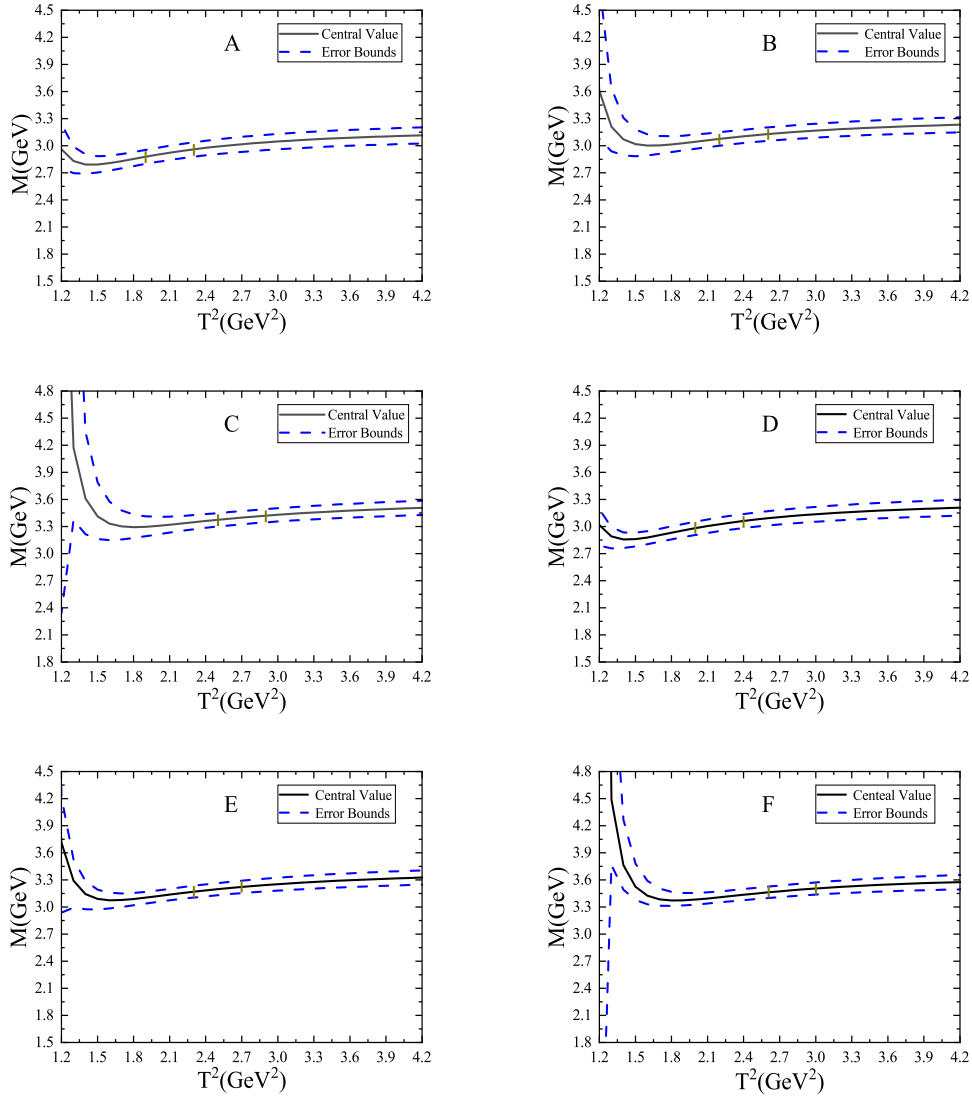 4.5
4.2
3.9
3.6
3.3
3.0
2.7
2.4
2.1
1.8
1.5
M(GeV)
A
Central Value
Error Bounds
1.2 1.5 1.8 2.1 2.4 2.7 3.0 3.3 3.6 3.9 4.2
T²(GeV²)
4.5
4.2
3.9
3.6
3.3
3.0
2.7
2.4
2.1
1.8
1.5
M(GeV)
B
Central Value
Error Bounds
1.2 1.5 1.8 2.1 2.4 2.7 3.0 3.3 3.6 3.9 4.2
T²(GeV²)
4.8
4.5
4.2
3.9
3.6
3.3
3.0
2.7
2.4
2.1
1.8
M(GeV)
C
Central Value
Error Bounds
1.2 1.5 1.8 2.1 2.4 2.7 3.0 3.3 3.6 3.9 4.2
T²(GeV²)
4.5
4.2
3.9
3.6
3.3
3.0
2.7
2.4
2.1
1.8
1.5
M(GeV)
D
Central Value
Error Bounds
1.2 1.5 1.8 2.1 2.4 2.7 3.0 3.3 3.6 3.9 4.2
T²(GeV²)
4.5
4.2
3.9
3.6
3.3
3.0
2.7
2.4
2.1
1.8
1.5
M(GeV)
E
Central Value
Error Bounds
1.2 1.5 1.8 2.1 2.4 2.7 3.0 3.3 3.6 3.9 4.2
T²(GeV²)
4.8
4.5
4.2
3.9
3.6
3.3
3.0
2.7
2.4
2.1
1.8
M(GeV)
F
Centeal Value
Error Bounds
1.2 1.5 1.8 2.1 2.4 2.7 3.0 3.3 3.6 3.9 4.2
T²(GeV²)